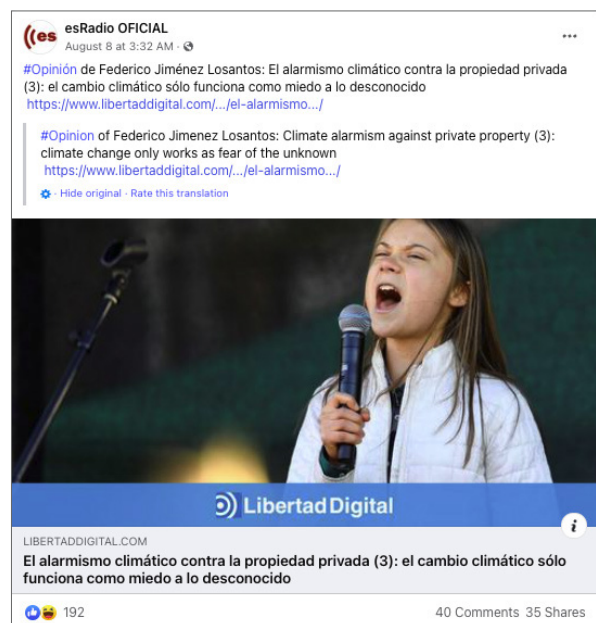 ((es
esRadio OFICIAL
August 8 at 3:32 AM ·
#Opinión de Federico Jiménez Losantos: El alarmismo climático contra la propiedad privada
(3): el cambio climático sólo funciona como miedo a lo desconocido
https://www.libertaddigital.com/.../el-alarmismo.../
#Opinion of Federico Jimenez Losantos: Climate alarmism against private property (3):
climate change only works as fear of the unknown
https://www.libertaddigital.com/.../el-alarmismo.../
· Hide original · Rate this translation
Libertad Digital
i
LIBERTADDIGITAL.COM
El alarmismo climático contra la propiedad privada (3): el cambio climático sólo
funciona como miedo a lo desconocido
192
40 Comments 35 Shares